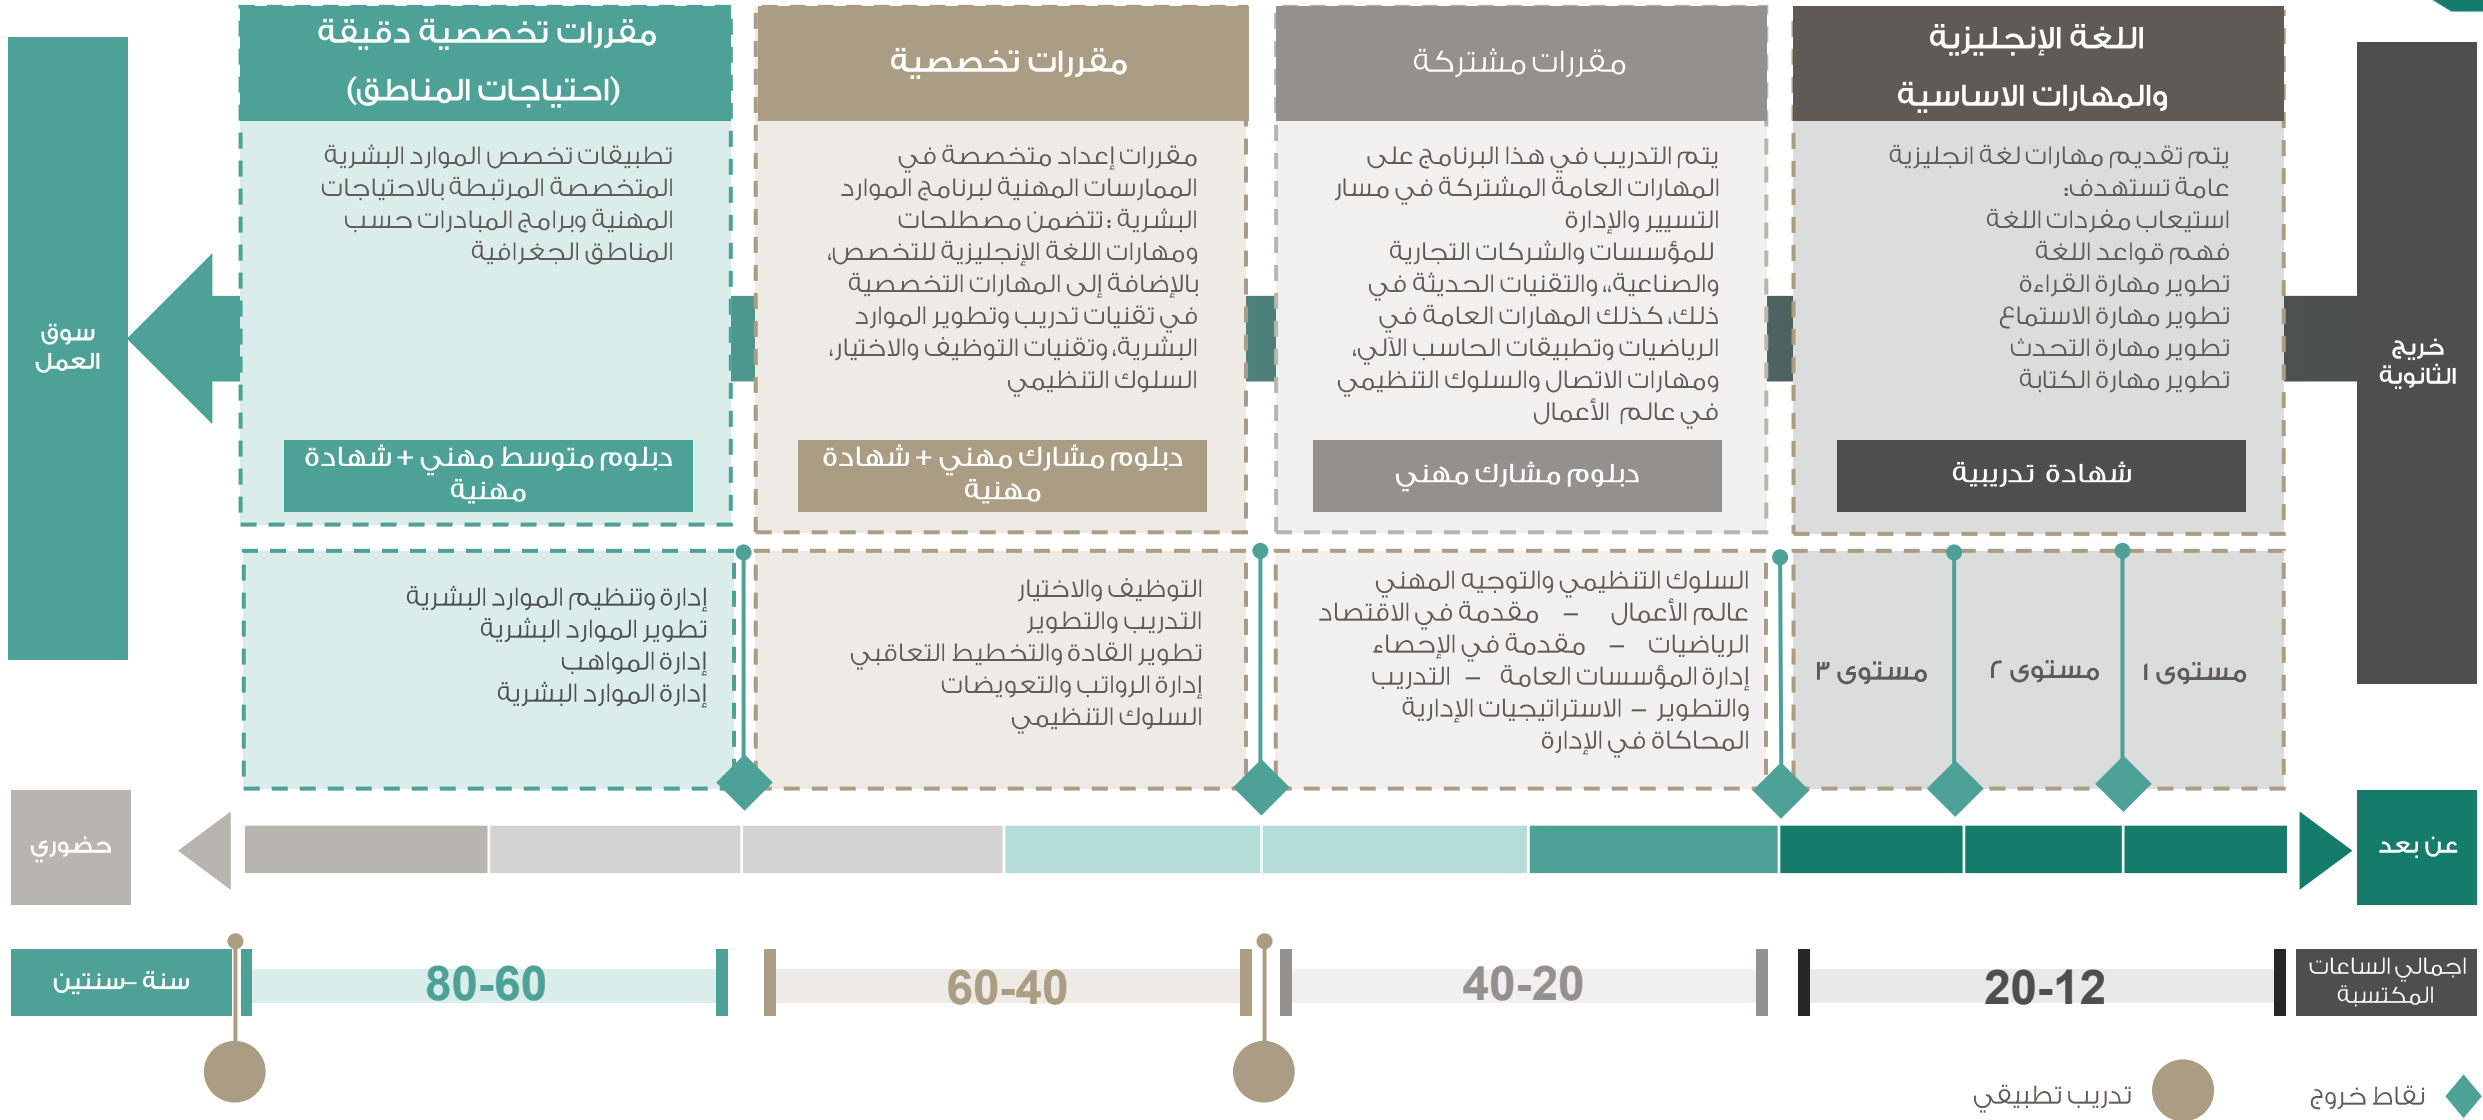 خريج
الثانوية
اللغة الإنجليزية
والمهارات الاساسية
يتم تقديم مهارات لغة انجليزية
عامة تستهدف:
استيعاب مفردات اللغة
فهم قواعد اللغة
تطوير مهارة القراءة
تطوير مهارة الاستماع
تطوير مهارة التحدث
تطوير مهارة الكتابة
شهادة تدريبية
مقررات مشتركة
يتم التدريب في هذا البرنامج على
المهارات العامة المشتركة في مسار
التسيير والإدارة
للمؤسسات والشركات التجارية
والصناعية،، والتقنيات الحديثة في
ذلك، كذلك المهارات العامة في
الرياضيات وتطبيقات الحاسب الآلي،
ومهارات الاتصال والسلوك التنظيمي
في عالم الأعمال
دبلوم مشارك مهني
مقررات تخصصية
مقررات إعداد متخصصة في
الممارسات المهنية لبرنامج الموارد
البشرية : تتضمن مصطلحات
ومهارات اللغة الإنجليزية للتخصص،
بالإضافة إلى المهارات التخصصية
في تقنيات تدريب وتطوير الموارد
البشرية، وتقنيات التوظيف والاختيار،
السلوك التنظيمي
دبلوم مشارك مهني + شهادة
مهنية
مقررات تخصصية دقيقة
(احتياجات المناطق)
تطبيقات تخصص الموارد البشرية
المتخصصة المرتبطة بالاحتياجات
المهنية وبرامج المبادرات حسب
المناطق الجغرافية
دبلوم متوسط مهني + شهادة
مهنية
سوق
العمل
مستوى ١
مستوى ٢
مستوى ٣
السلوك التنظيمي والتوجيه المهني
عالم الأعمال – مقدمة في الاقتصاد
الرياضيات – مقدمة في الإحصاء
إدارة المؤسسات العامة – التدريب
والتطوير – الاستراتيجيات الإدارية
المحاكاة في الإدارة
التوظيف والاختيار
التدريب والتطوير
تطوير القادة والتخطيط التعاقبي
إدارة الرواتب والتعويضات
السلوك التنظيمي
إدارة وتنظيم الموارد البشرية
تطوير الموارد البشرية
إدارة المواهب
إدارة الموارد البشرية
عن بعد
حضوري
اجمالي الساعات
المكتسبة
20-12
40-20
60-40
80-60
سنة –سنتين
نقاط خروج
تدريب تطبيقي